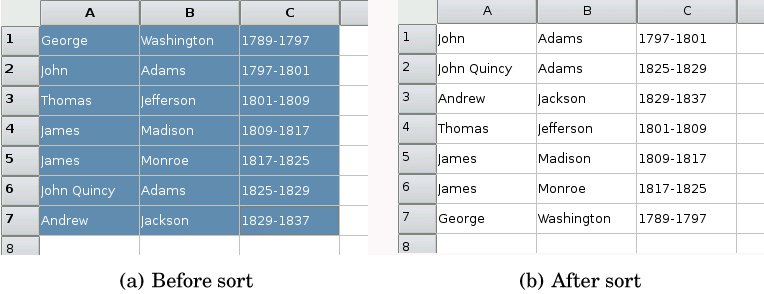 A B C
1 George Washington 1789-1797
2 John Adams 1797-1801
3 Thomas Jefferson 1801-1809
4 James Madison 1809-1817
5 James Monroe 1817-1825
6 John Quincy Adams 1825-1829
7 Andrew Jackson 1829-1837
8
(a) Before sort
A B C
1 John Adams 1797-1801
2 John Quincy Adams 1825-1829
3 Andrew Jackson 1829-1837
4 Thomas Jefferson 1801-1809
5 James Madison 1809-1817
6 James Monroe 1817-1825
7 George Washington 1789-1797
8
(b) After sort